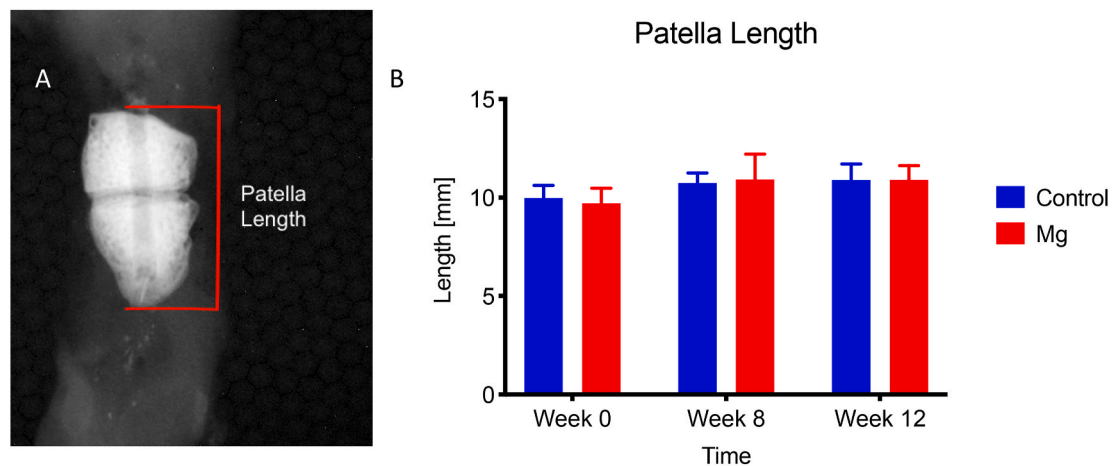 A
Patella
Length
B
Patella Length
Length [mm]
15
10
5
0
Week 0
Week 8
Week 12
Time
Control
Mg